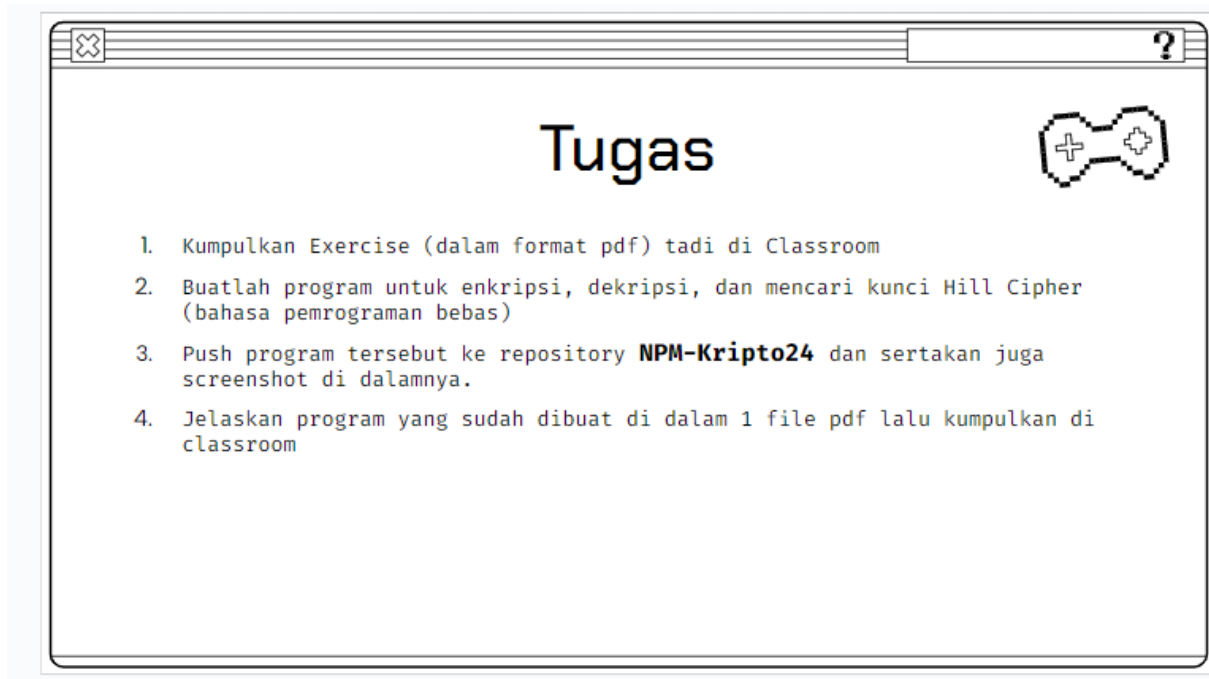 ?
Tugas
1. Kumpulkan Exercise (dalam format pdf) tadi di Classroom
2. Buatlah program untuk enkripsi, dekripsi, dan mencari kunci Hill Cipher
(bahasa pemrograman bebas)
3. Push program tersebut ke repository NPM-Kripto24 dan sertakan juga
screenshot di dalamnya.
4. Jelaskan program yang sudah dibuat di dalam 1 file pdf lalu kumpulkan di
classroom